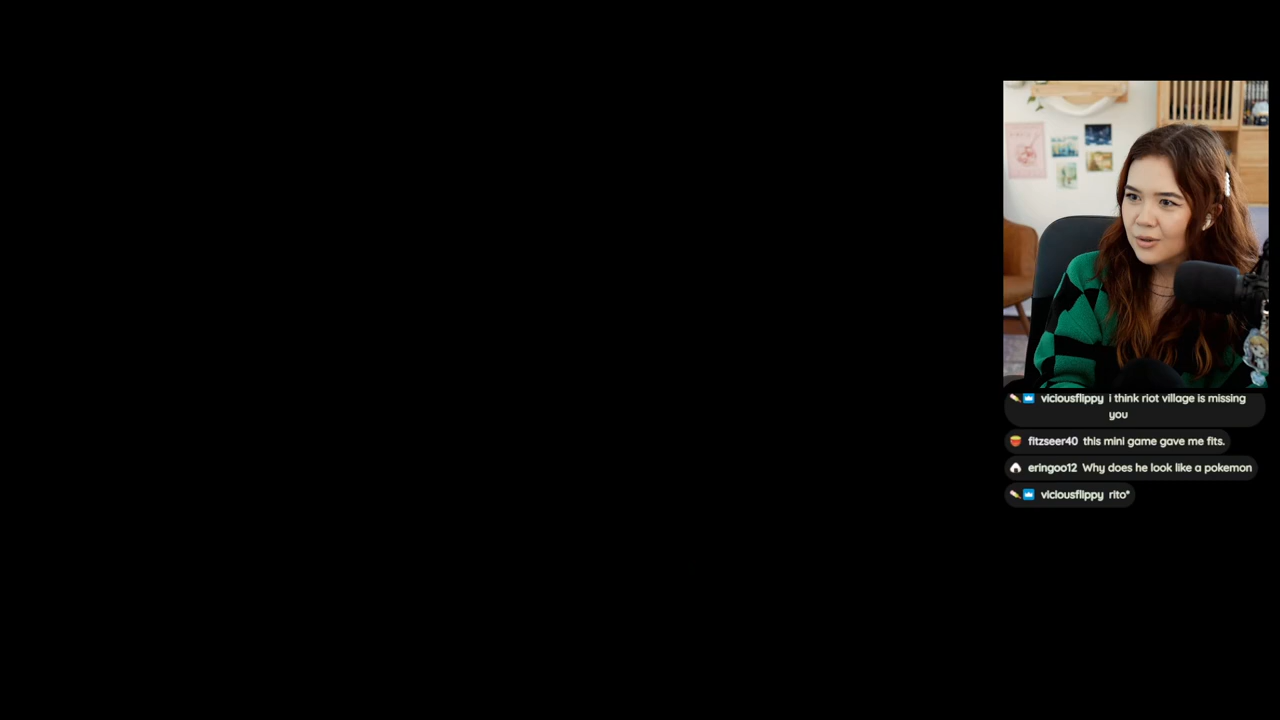 viciousflippy i think riot village is missing
you
fitzseer40 this mini game gave me fits.
eringoo12 Why does he look like a pokemon
viciousflippy rito*